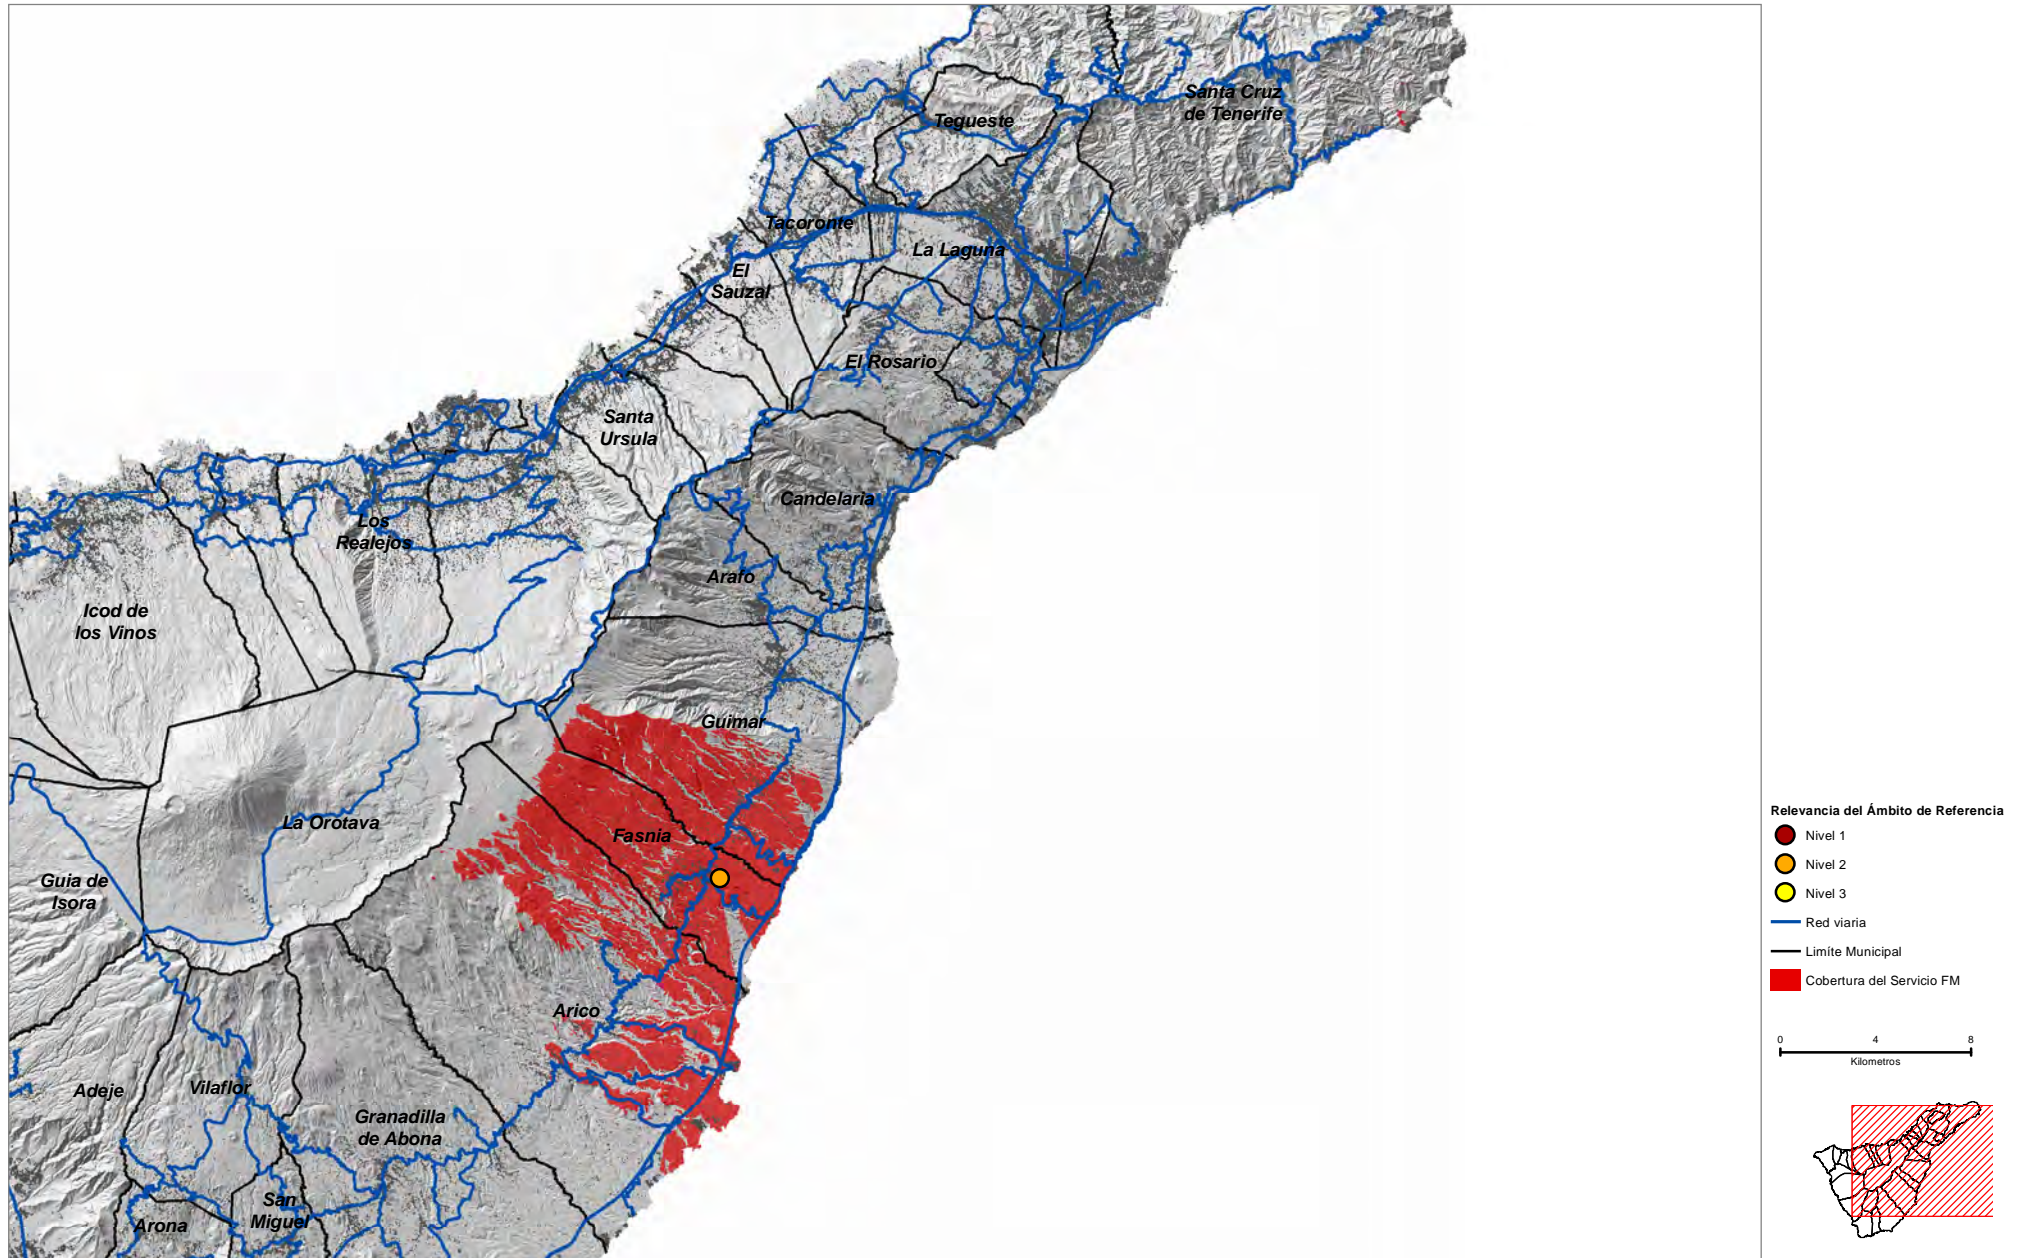 Santa Cruz
de Tenerife
Tegueste
Tacoronte
La Laguna
El
Sauzal
El Rosario
Santa
Ursula
Candelaria
Los
Realejos
Arafo
Icod de
los Vinos
Guimar
La Orotava
Fasnia
Guia de
Isora
Arico
Adeje
Vilaflor
Granadilla
de Abona
San
Miguel
Arona
Relevancia del Ámbito de Referencia
Nivel 1
Nivel 2
Nivel 3
Red viaria
Limíte Municipal
Cobertura del Servicio FM
0 4 8
Kilometros